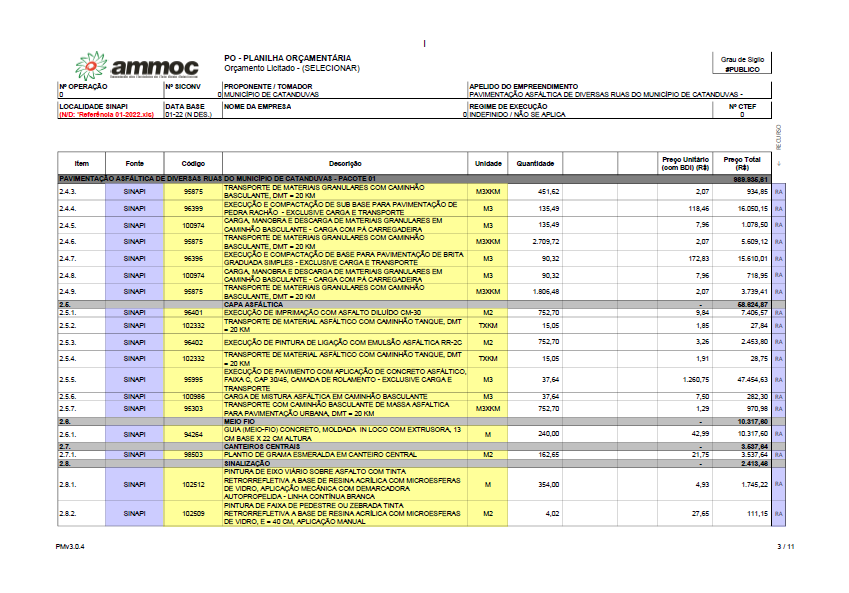 ammoc
PO - PLANILHA ORÇAMENTÁRIA
Orçamento Licitado - (SELECIONAR)
Grau de Sigilo
#PUBLICO
Nº OPERAÇÃO
0
Nº SICONV
0
PROPONENTE / TOMADOR
MUNICÍPIO DE CATANDUVAS
APELIDO DO EMPREENDIMENTO
PAVIMENTAÇÃO ASFÁLTICA DE DIVERSAS RUAS DO MUNICÍPIO DE CATANDUVAS -
LOCALIDADE SINAPI
(N/D: "Referência 01-2022.xls)
DATA BASE
01-22 (N DES.)
NOME DA EMPRESA
0
REGIME DE EXECUÇÃO
INDEFINIDO / NÃO SE APLICA
Nº CTEF
0
RECURSO
↓
Item Fonte Código Descrição Unidade Quantidade Preço Unitário (com BDI) (R$) Preço Total (R$)
PAVIMENTAÇÃO ASFÁLTICA DE DIVERSAS RUAS DO MUNICÍPIO DE CATANDUVAS - PACOTE 01 989.935,61
2.4.3. SINAPI 95875 TRANSPORTE DE MATERIAIS GRANULARES COM CAMINHÃO BASCULANTE, DMT = 20 KM M3XKM 451,62 2,07 934,85 RA
2.4.4. SINAPI 96399 EXECUÇÃO E COMPACTAÇÃO DE SUB BASE PARA PAVIMENTAÇÃO DE PEDRA RACHÃO - EXCLUSIVE CARGA E TRANSPORTE M3 135,49 118,46 16.050,15 RA
2.4.5. SINAPI 100974 CARGA, MANOBRA E DESCARGA DE MATERIAIS GRANULARES EM CAMINHÃO BASCULANTE - CARGA COM PÁ CARREGADEIRA M3 135,49 7,96 1.078,50 RA
2.4.6. SINAPI 95875 TRANSPORTE DE MATERIAIS GRANULARES COM CAMINHÃO BASCULANTE, DMT = 20 KM M3XKM 2.709,72 2,07 5.609,12 RA
2.4.7. SINAPI 96396 EXECUÇÃO E COMPACTAÇÃO DE BASE PARA PAVIMENTAÇÃO DE BRITA GRADUADA SIMPLES - EXCLUSIVO CARGA E TRANSPORTE M3 90,32 172,83 15.610,01 RA
2.4.8. SINAPI 100974 CARGA, MANOBRA E DESCARGA DE MATERIAIS GRANULARES EM CAMINHÃO BASCULANTE - CARGA COM PÁ CARREGADEIRA M3 90,32 7,96 718,95 RA
2.4.9. SINAPI 95875 TRANSPORTE DE MATERIAIS GRANULARES COM CAMINHÃO BASCULANTE, DMT = 20 KM M3XKM 1.806,48 2,07 3.739,41 RA
2.5. CAPA ASFÁLTICA - 58.624,87
2.5.1. SINAPI 96401 EXECUÇÃO DE IMPRIMAÇÃO COM ASFALTO DILUÍDO CM-30 M2 752,70 9,84 7.406,57 RA
2.5.2. SINAPI 102332 TRANSPORTE DE MATERIAL ASFÁLTICO COM CAMINHÃO TANQUE, DMT = 20 KM TXKM 15,05 1,85 27,84 RA
2.5.3. SINAPI 96402 EXECUÇÃO DE PINTURA DE LIGAÇÃO COM EMULSÃO ASFÁLTICA RR-2C M2 752,70 3,26 2.453,80 RA
2.5.4. SINAPI 102332 TRANSPORTE DE MATERIAL ASFÁLTICO COM CAMINHÃO TANQUE, DMT = 20 KM TXKM 15,05 1,91 28,75 RA
2.5.5. SINAPI 95995 EXECUÇÃO DE PAVIMENTO COM APLICAÇÃO DE CONCRETO ASFÁLTICO, FAIXA C, CAP 30/45, CAMADA DE ROLAMENTO - EXCLUSIVE CARGA E TRANSPORTE M3 37,64 1.260,75 47.454,63 RA
2.5.6. SINAPI 100986 CARGA DE MISTURA ASFÁLTICA EM CAMINHÃO BASCULANTE M3 37,64 7,50 282,30 RA
2.5.7. SINAPI 95303 TRANSPORTE COM CAMINHÃO BASCULANTE DE MASSA ASFALTICA PARA PAVIMENTAÇÃO URBANA, DMT = 20 KM M3XKM 752,70 1,29 970,98 RA
2.6. MEIO FIO - 10.317,60
2.6.1. SINAPI 94264 GUIA (MEIO-FIO) CONCRETO, MOLDADA IN LOCO COM EXTRUSORA, 13 CM BASE X 22 CM ALTURA M 240,00 42,99 10.317,60 RA
2.7. CANTEIROS CENTRAIS - 3.537,64
2.7.1. SINAPI 98503 PLANTIO DE GRAMA ESMERALDA EM CANTEIRO CENTRAL M2 162,65 21,75 3.537,64 RA
2.8. SINALIZAÇÃO - 2.413,46
2.8.1. SINAPI 102512 PINTURA DE EIXO VIÁRIO SOBRE ASFALTO COM TINTA RETRORREFLETIVA A BASE DE RESINA ACRÍLICA COM MICROESFERAS DE VIDRO, APLICAÇÃO MECÂNICA COM DEMARCADORA AUTOPROPELIDA - LINHA CONTÍNUA BRANCA M 354,00 4,93 1.745,22 RA
2.8.2. SINAPI 102509 PINTURA DE FAIXA DE PEDESTRE OU ZEBRADA TINTA RETRORREFLETIVA A BASE DE RESINA ACRÍLICA COM MICROESFERAS DE VIDRO, E = 40 CM, APLICAÇÃO MANUAL M2 4,02 27,65 111,15 RA
PMv3.0.4
3 / 11